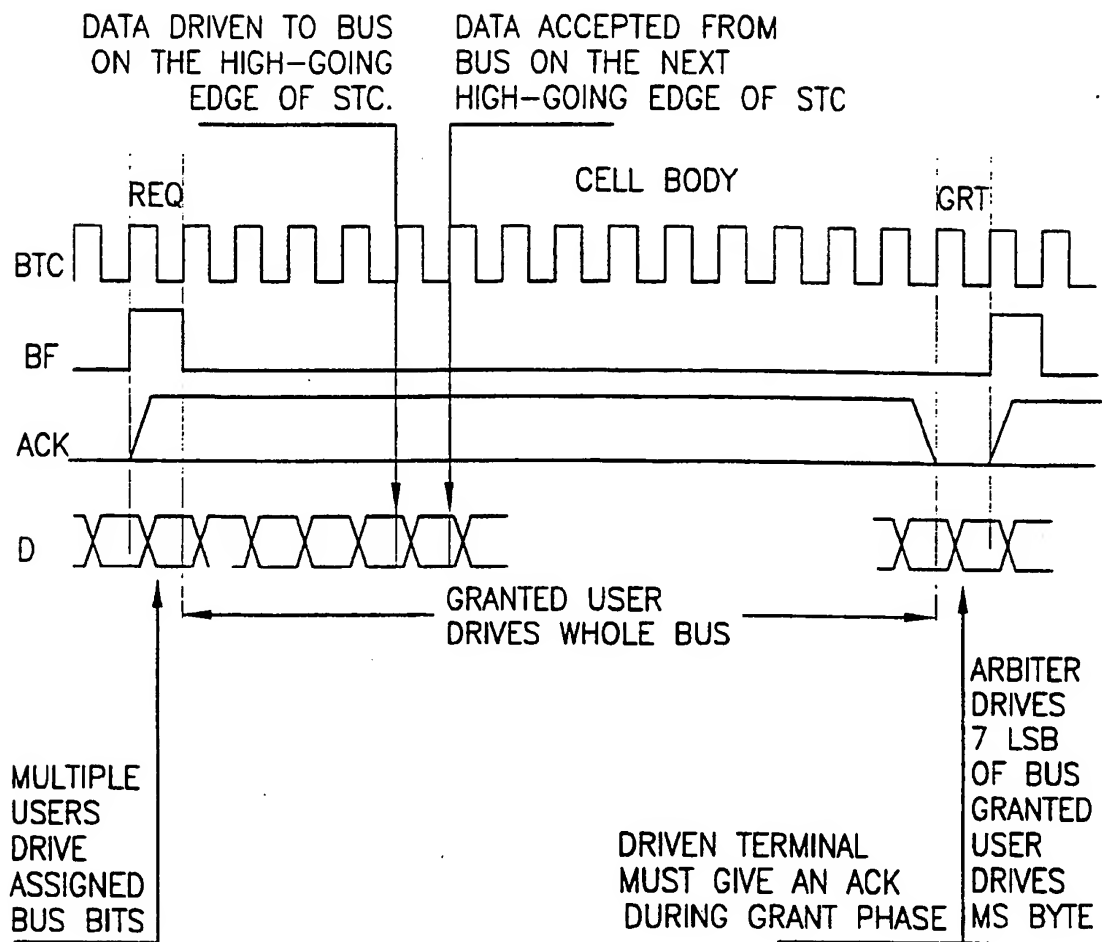 DATA DRIVEN TO BUS
ON THE HIGH-GOING
EDGE OF STC.
DATA ACCEPTED FROM
BUS ON THE NEXT
HIGH-GOING EDGE OF STC
REQ
CELL BODY
GRT
BTC
BF
ACK
D
GRANTED USER
DRIVES WHOLE BUS
MULTIPLE
USERS
DRIVE
ASSIGNED
BUS BITS
DRIVEN TERMINAL
MUST GIVE AN ACK
DURING GRANT PHASE
ARBITER
DRIVES
7 LSB
OF BUS
GRANTED
USER
DRIVES
MS BYTE